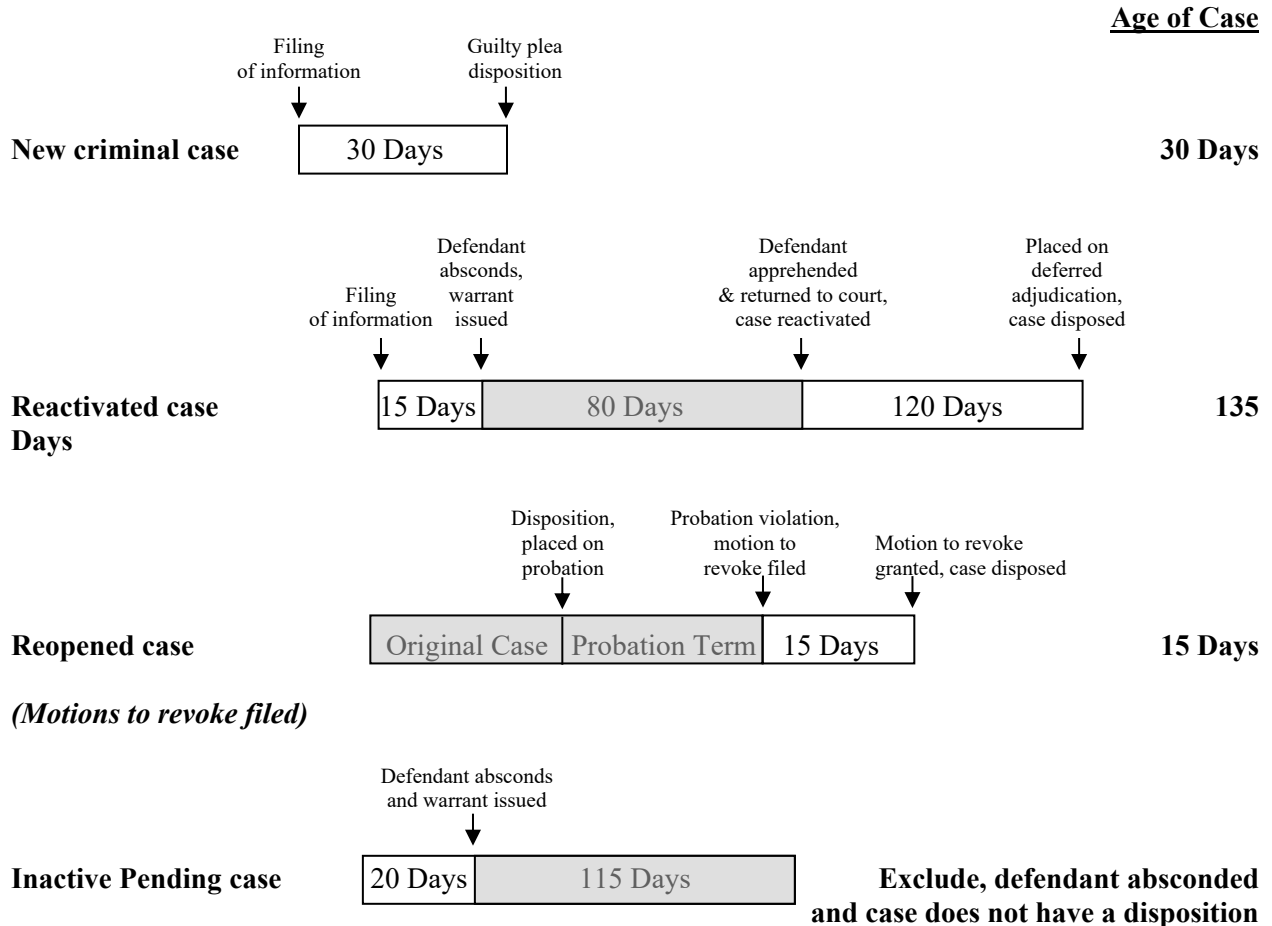 Age of Case
Filing
of information
Guilty plea
disposition
New criminal case
30 Days
30 Days
Filing
of information
Defendant
absconds,
warrant
issued
Defendant
apprehended
& returned to court,
case reactivated
Placed on
deferred
adjudication,
case disposed
Reactivated case
15 Days
80 Days
120 Days
135
Days
Disposition,
placed on
probation
Probation violation,
motion to
revoke filed
Motion to revoke
granted, case disposed
Reopened case
Original Case
Probation Term
15 Days
15 Days
(Motions to revoke filed)
Defendant absconds
and warrant issued
Inactive Pending case
20 Days
115 Days
Exclude, defendant absconded
and case does not have a disposition